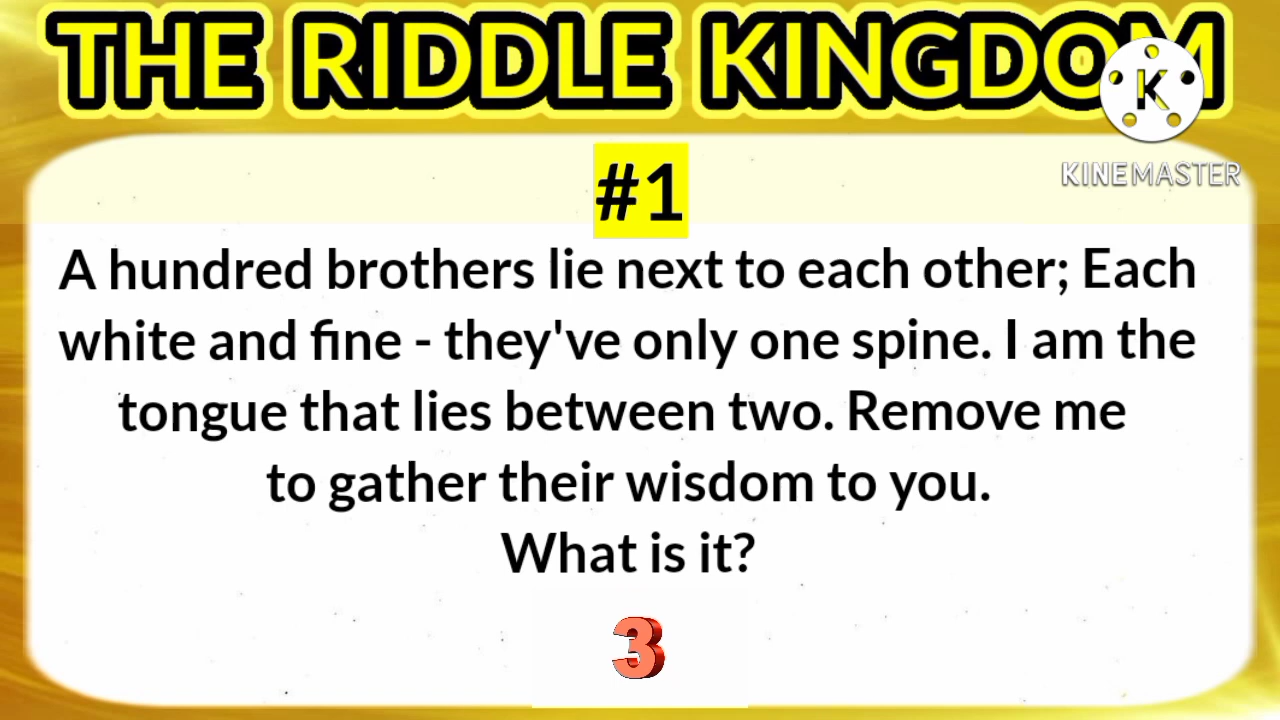 THE RIDDLE KINGDOM
K
KINEMASTER
#1
A hundred brothers lie next to each other; Each
white and fine - they've only one spine. I am the
tongue that lies between two. Remove me
to gather their wisdom to you.
What is it?
3